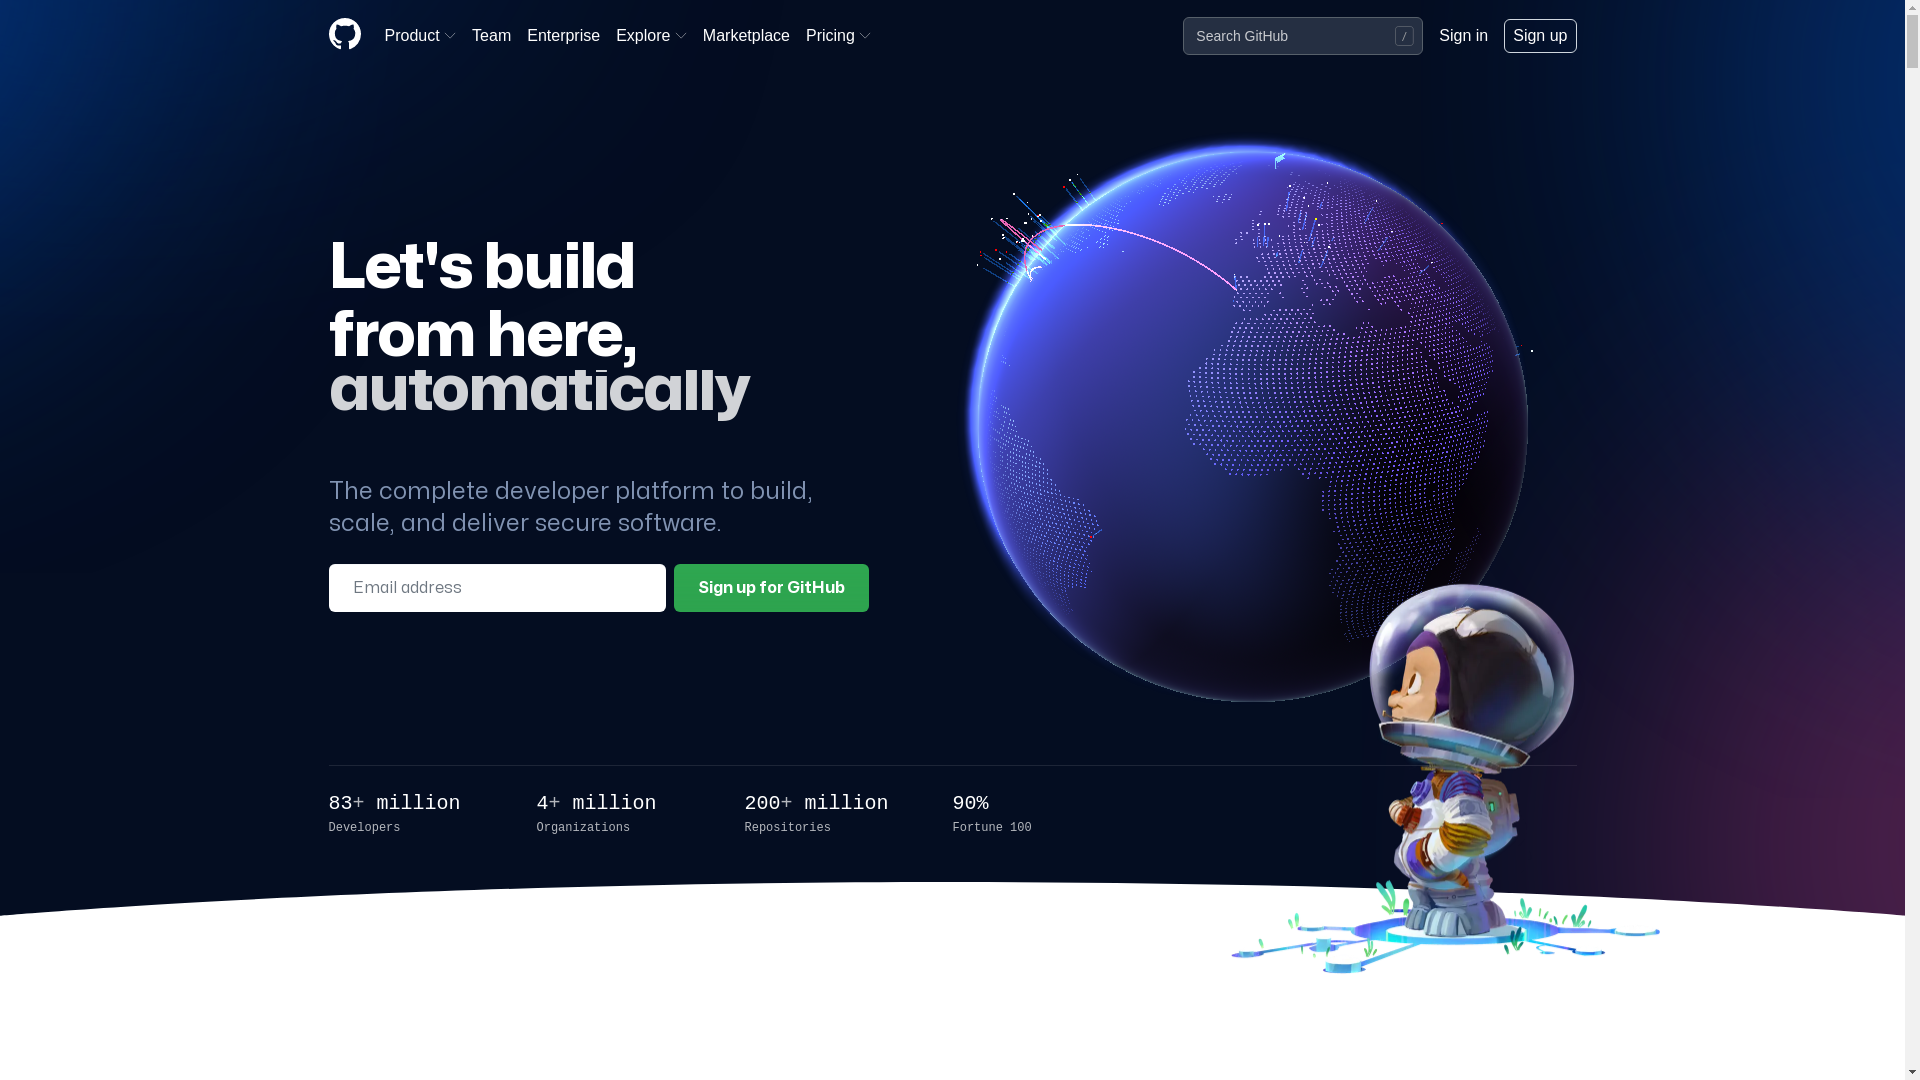 Product
Team
Enterprise
Explore
Marketplace
Pricing
Search GitHub
/
Sign in
Sign up
Let's build
from here,
automatically
The complete developer platform to build,
scale, and deliver secure software.
Email address
Sign up for GitHub
83+ million
Developers
4+ million
Organizations
200+ million
Repositories
90%
Fortune 100